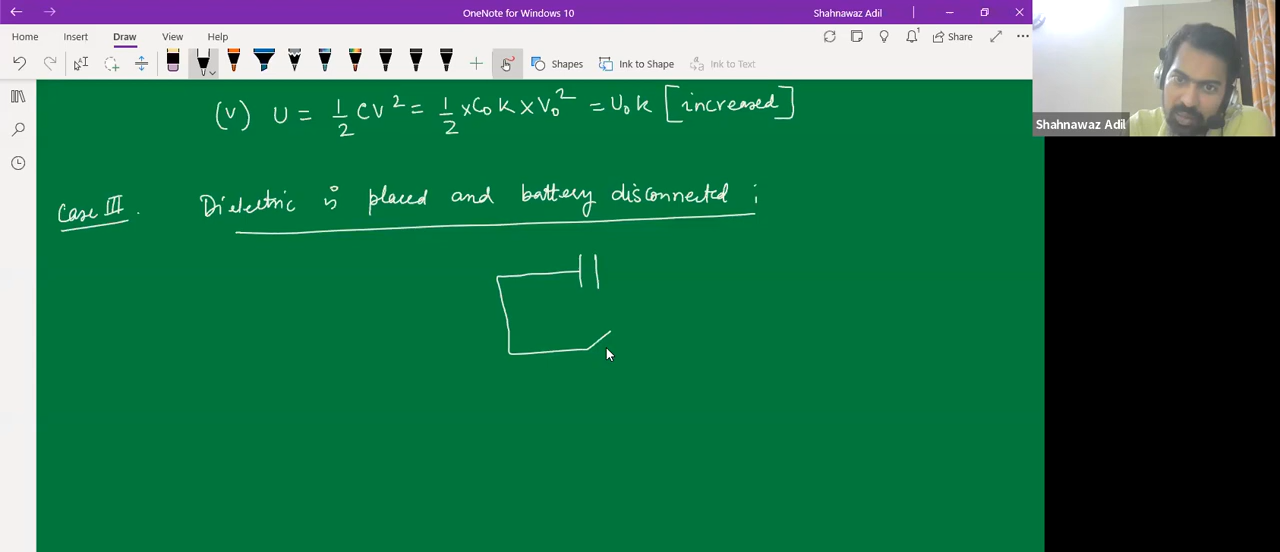 OneNote for Windows 10
Shahnawaz Adil
Home Insert Draw View Help
Share
Shapes Ink to Shape Ink to Text
Shahnawaz Adil
(v) U = 1/2 CV² = 1/2 × C₀ k × V₀² = U₀ k [increased]
Case III. Dielectric is placed and battery disconnected :